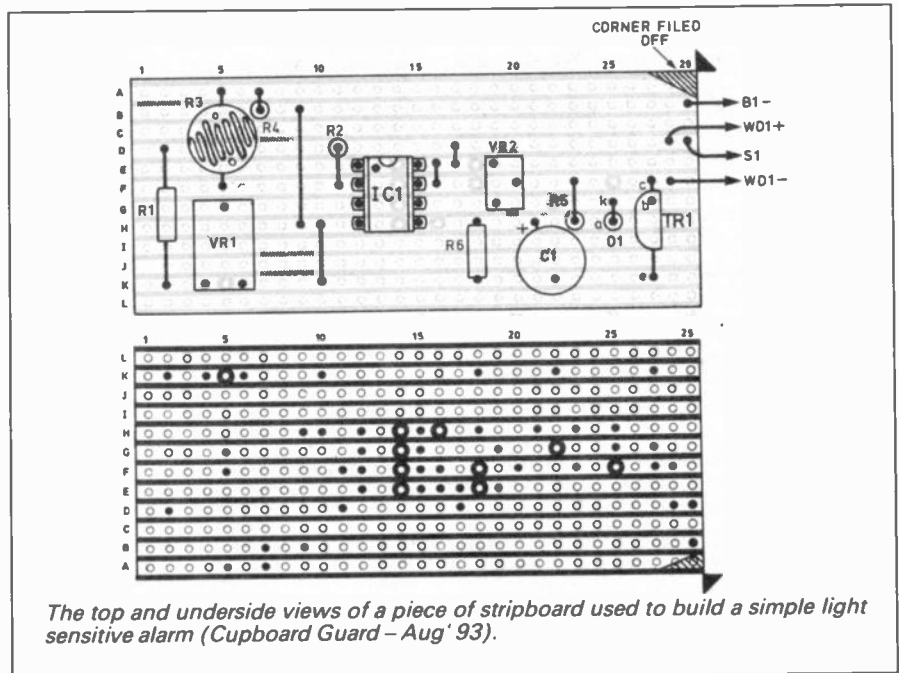 CORNER FILED
OFF
1 5 10 15 20 25 29
A
B
C
D
E
F
G
H
I
J
K
L
R3
R4
R2
R1
VR1
IC1
VR2
R6
+
C1
R5
k
a
D1
c
b
e
TR1
B1-
WD1+
S1
WD1-
1 5 10 15 20 25 25
L
K
J
I
H
G
F
E
D
C
B
A
The top and underside views of a piece of stripboard used to build a simple light
sensitive alarm (Cupboard Guard – Aug' 93).